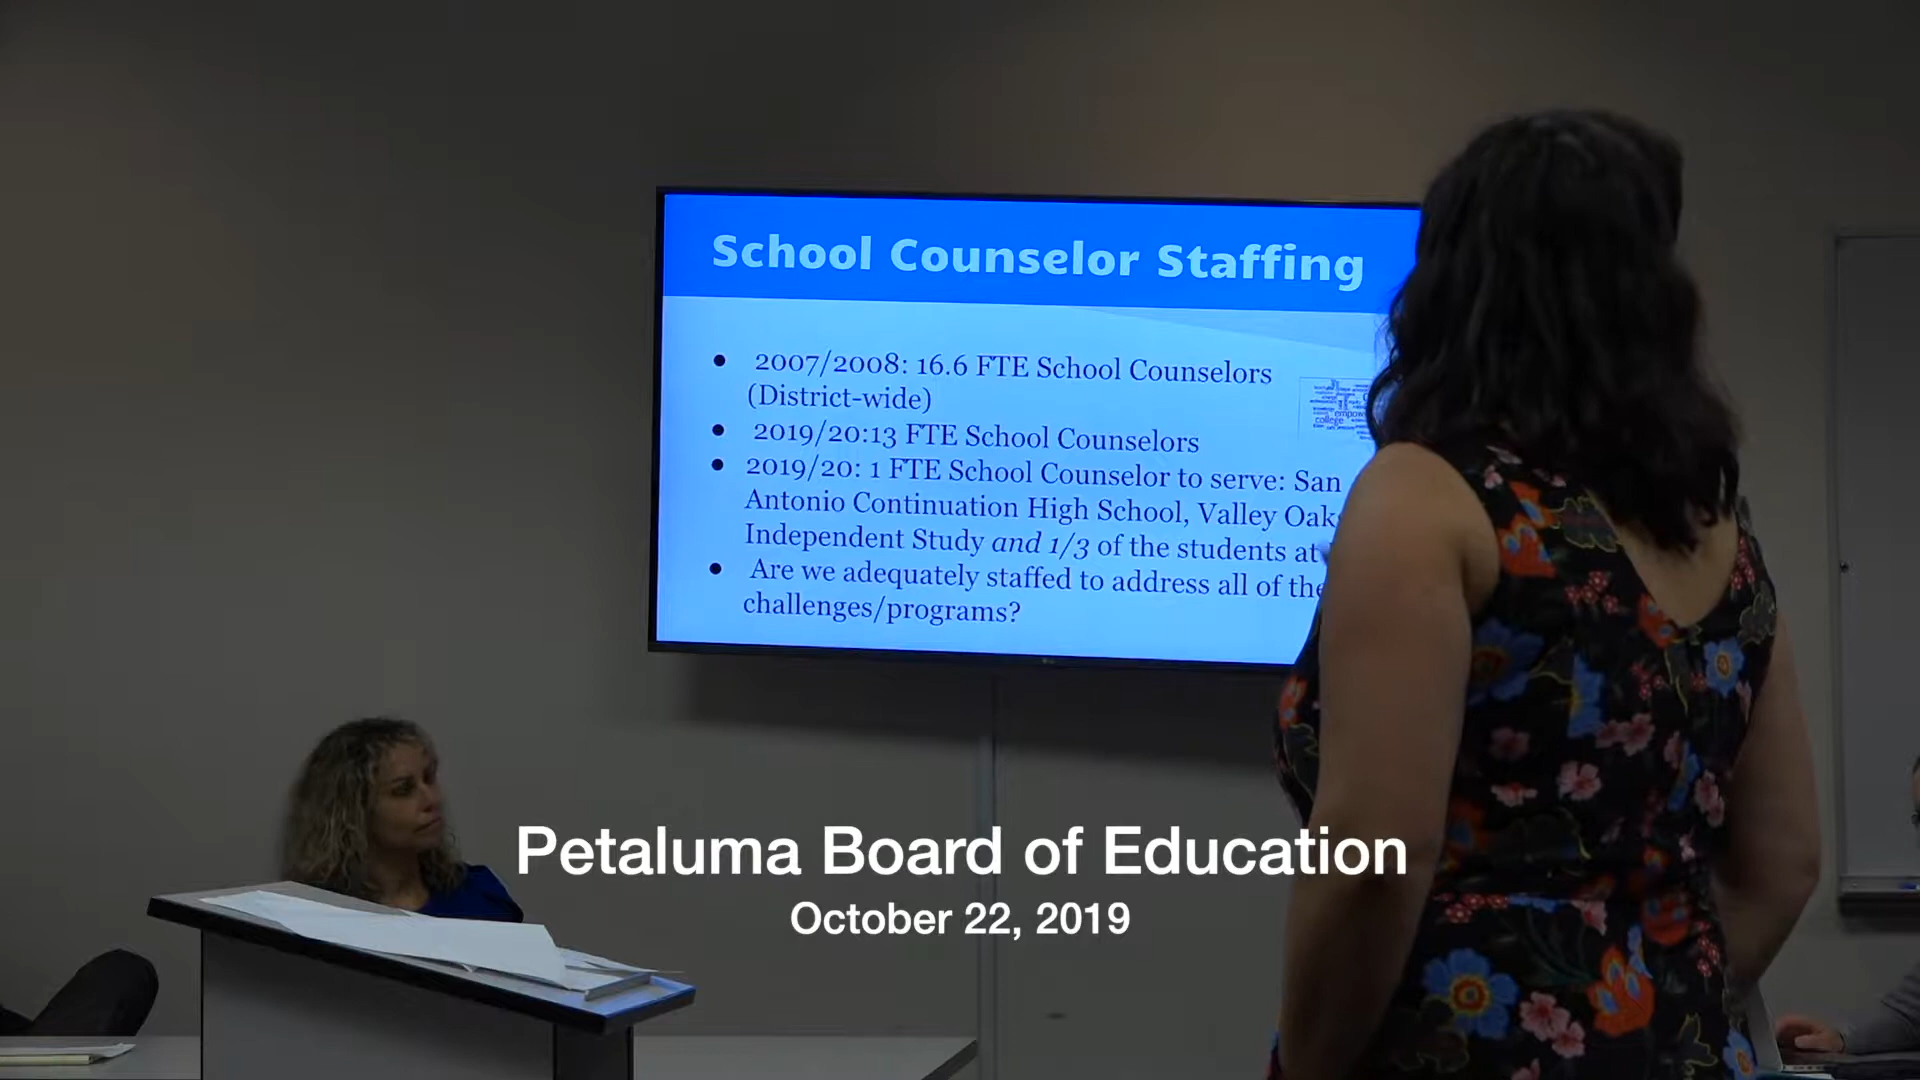 School Counselor Staffing
• 2007/2008: 16.6 FTE School Counselors
(District-wide)
• 2019/20:13 FTE School Counselors
• 2019/20: 1 FTE School Counselor to serve: San
Antonio Continuation High School, Valley Oak
Independent Study and 1/3 of the students at
• Are we adequately staffed to address all of the
challenges/programs?
college
Petaluma Board of Education
October 22, 2019